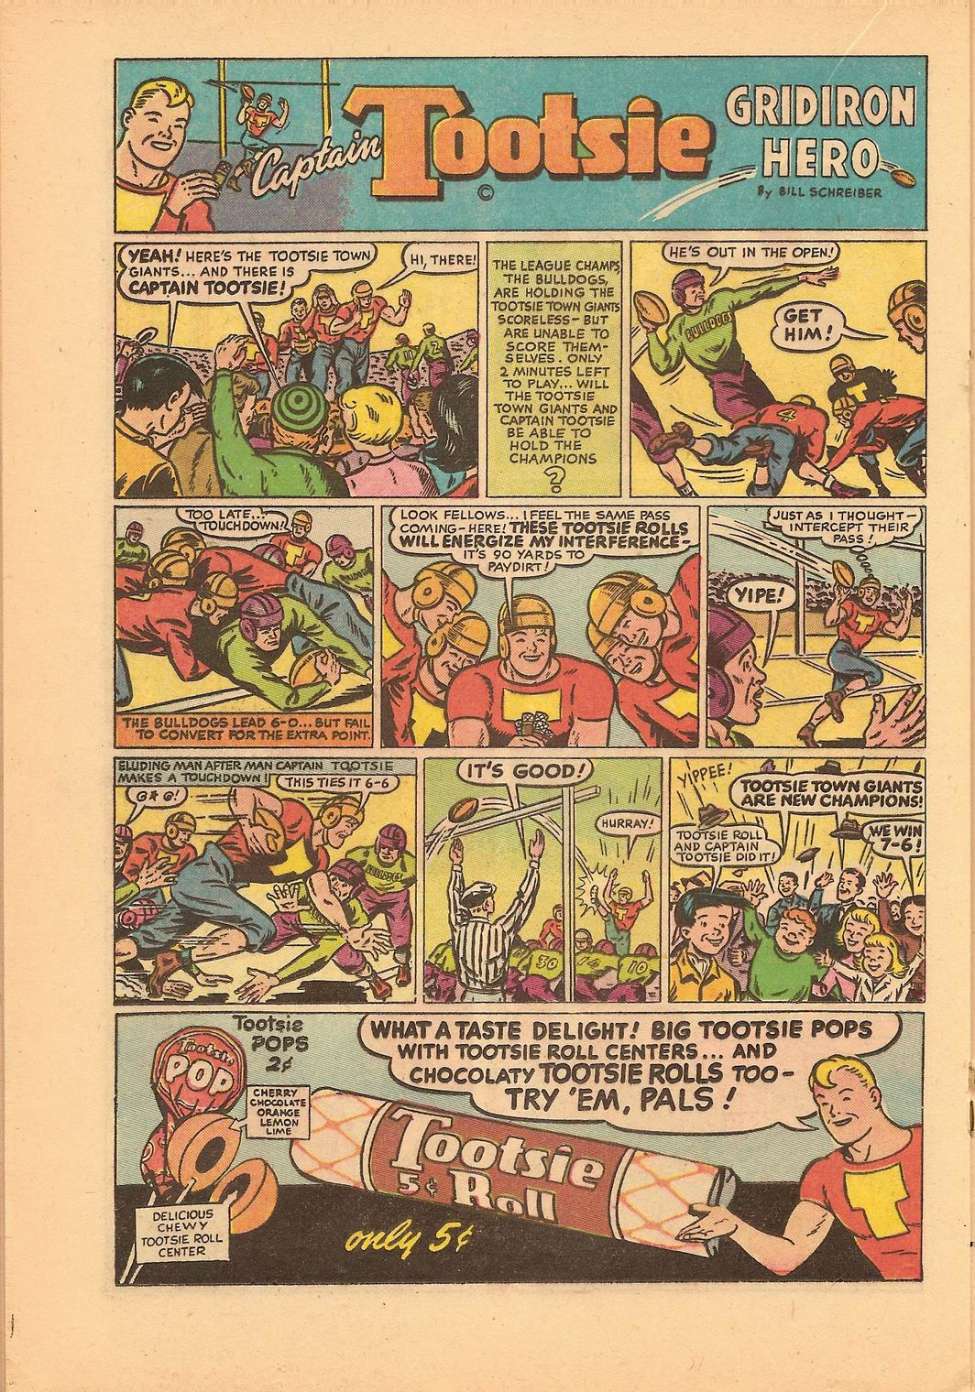 Captain Tootsie
©
GRIDIRON
HERO
By BILL SCHREIBER
YEAH! HERE'S THE TOOTSIE TOWN
GIANTS... AND THERE IS
CAPTAIN TOOTSIE!
HI, THERE!
THE LEAGUE CHAMPS,
THE BULLDOGS,
ARE HOLDING THE
TOOTSIE TOWN GIANTS
SCORELESS - BUT
ARE UNABLE TO
SCORE THEM-
SELVES. ONLY
2 MINUTES LEFT
TO PLAY... WILL
THE TOOTSIE
TOWN GIANTS AND
CAPTAIN TOOTSIE
BE ABLE TO
HOLD THE
CHAMPIONS
?
HE'S OUT IN THE OPEN!
BULLDOGS
GET
HIM!
T
4
TOO LATE...
TOUCHDOWN!
T
THE BULLDOGS LEAD 6-0... BUT FAIL
TO CONVERT FOR THE EXTRA POINT.
LOOK FELLOWS... I FEEL THE SAME PASS
COMING - HERE! THESE TOOTSIE ROLLS
WILL ENERGIZE MY INTERFERENCE -
IT'S 90 YARDS TO
PAYDIRT!
JUST AS I THOUGHT -
INTERCEPT THEIR
PASS!
YIPE!
T
ELUDING MAN AFTER MAN CAPTAIN TOOTSIE
MAKES A TOUCHDOWN!
G*G!
THIS TIES IT 6-6
IT'S GOOD!
HURRAY!
30 14 10
YIPPEE!
TOOTSIE TOWN GIANTS
ARE NEW CHAMPIONS!
TOOTSIE ROLL
AND CAPTAIN
TOOTSIE DID IT!
WE WIN
7-6!
Tootsie
POPS
2¢
Tootsie
POP
CHERRY
CHOCOLATE
ORANGE
LEMON
LIME
DELICIOUS
CHEWY
TOOTSIE ROLL
CENTER
WHAT A TASTE DELIGHT! BIG TOOTSIE POPS
WITH TOOTSIE ROLL CENTERS... AND
CHOCOLATY TOOTSIE ROLLS TOO -
TRY 'EM, PALS!
Tootsie
5¢ Roll
only 5¢